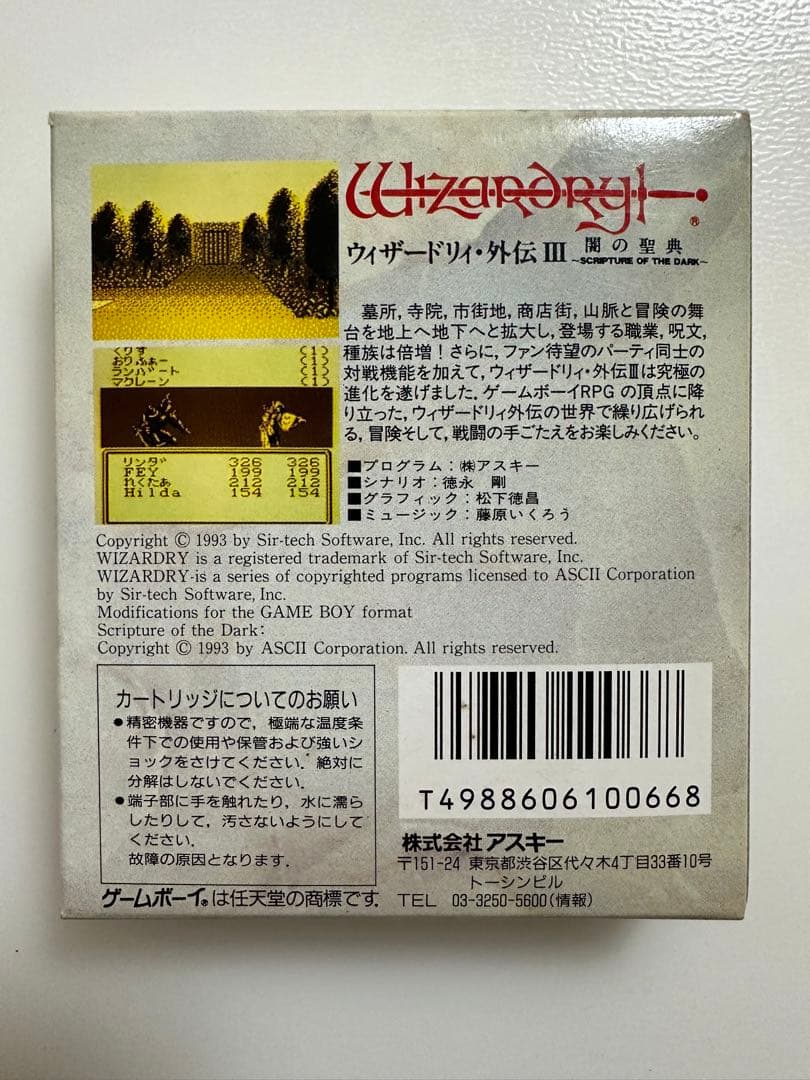 Wizardry
®
ウィザードリィ・外伝 III 闇の聖典
～SCRIPTURE OF THE DARK～
墓所, 寺院, 市街地, 商店街, 山脈と冒険の舞
台を地上へ地下へと拡大し, 登場する職業, 呪文,
種族は倍増！さらに, ファン待望のパーティ同士の
対戦機能を加えて, ウィザードリィ・外伝Ⅲは究極の
進化を遂げました. ゲームボーイRPG の頂点に降
り立った, ウィザードリィ外伝の世界で繰り広げられ
る, 冒険そして, 戦闘の手ごたえをお楽しみください。
■プログラム：㈱アスキー
■シナリオ：徳永 剛
■グラフィック：松下徳昌
■ミュージック：藤原いくろう
くりす (1)
おりふぁー (1)
ランバート (1)
マクレーン (1)
リンダ 326 326
FEY 199 199
れくたあ 212 212
Hilda 154 154
Copyright © 1993 by Sir-tech Software, Inc. All rights reserved.
WIZARDRY is a registered trademark of Sir-tech Software, Inc.
WIZARDRY-is a series of copyrighted programs licensed to ASCII Corporation
by Sir-tech Software, Inc.
Modifications for the GAME BOY format
Scripture of the Dark:
Copyright © 1993 by ASCII Corporation. All rights reserved.
カートリッジについてのお願い
●精密機器ですので, 極端な温度条
件下での使用や保管および強いショ
ックをさけてください. 絶対に
分解はしないでください.
●端子部に手を触れたり, 水に濡ら
したりして, 汚さないようにして
ください.
故障の原因となります.
ゲームボーイ®は任天堂の商標です.
T4988606100668
株式会社 アスキー
〒151-24 東京都渋谷区代々木4丁目33番10号
トーシンビル
TEL 03-3250-5600(情報)